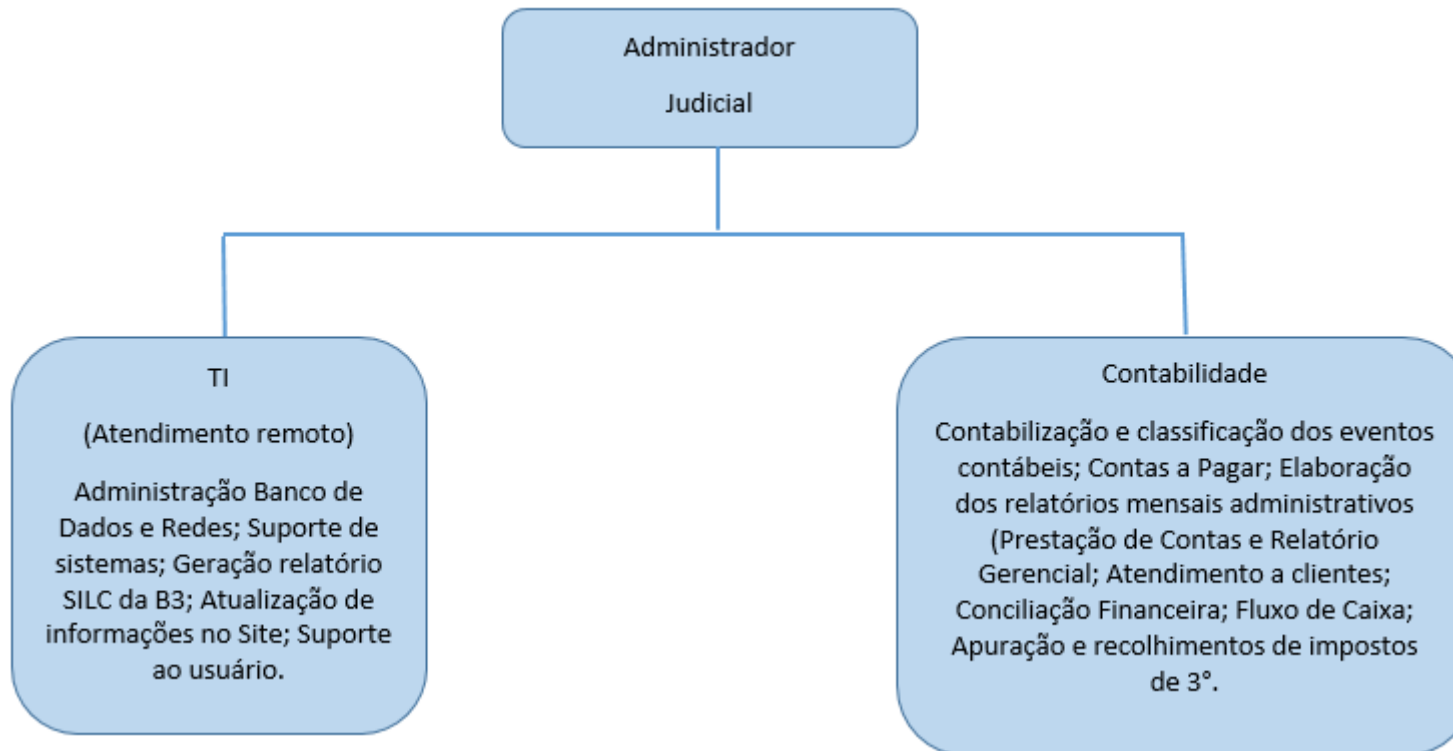 Administrador
Judicial
TI
(Atendimento remoto)
Administração Banco de
Dados e Redes; Suporte de
sistemas; Geração relatório
SILC da B3; Atualização de
informações no Site; Suporte
ao usuário.
Contabilidade
Contabilização e classificação dos eventos
contábeis; Contas a Pagar; Elaboração
dos relatórios mensais administrativos
(Prestação de Contas e Relatório
Gerencial; Atendimento a clientes;
Conciliação Financeira; Fluxo de Caixa;
Apuração e recolhimentos de impostos
de 3°.